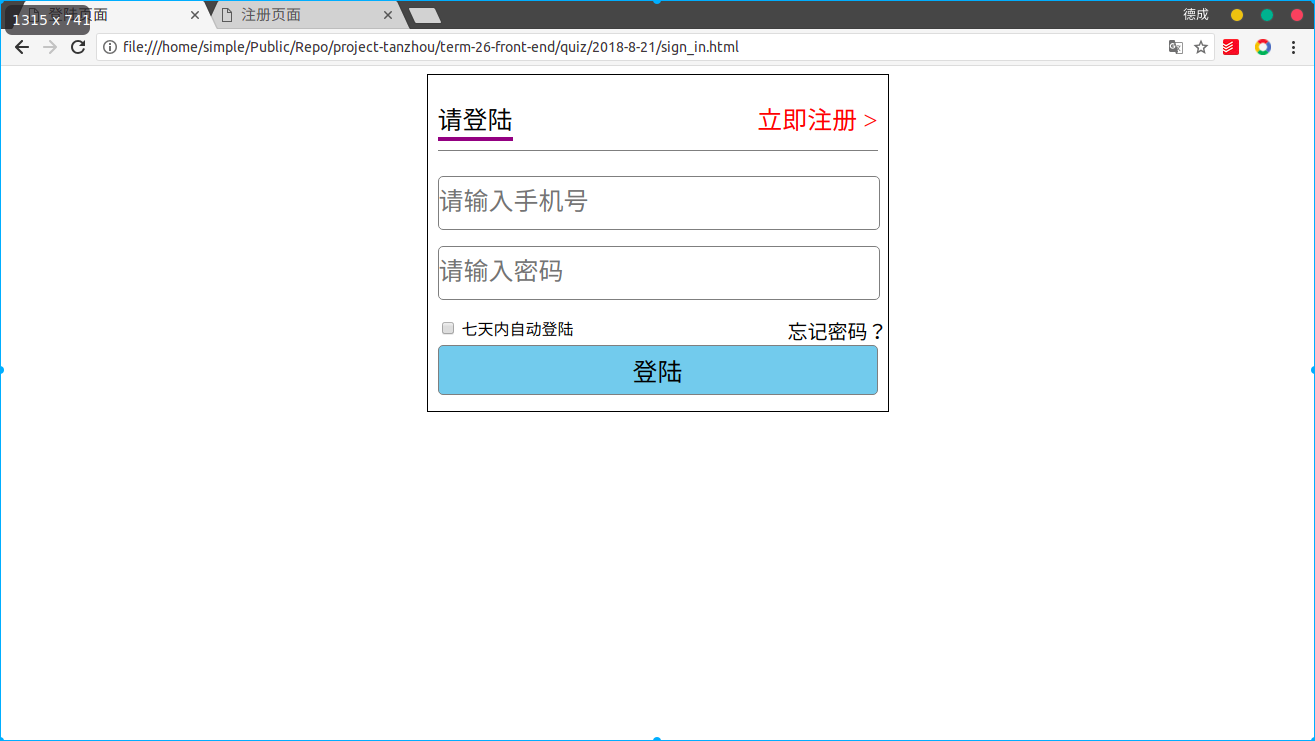 1315 x 741
登陆页面
注册页面
德成
file:///home/simple/Public/Repo/project-tanzhou/term-26-front-end/quiz/2018-8-21/sign_in.html
请登陆
立即注册 >
请输入手机号
请输入密码
七天内自动登陆
忘记密码？
登陆